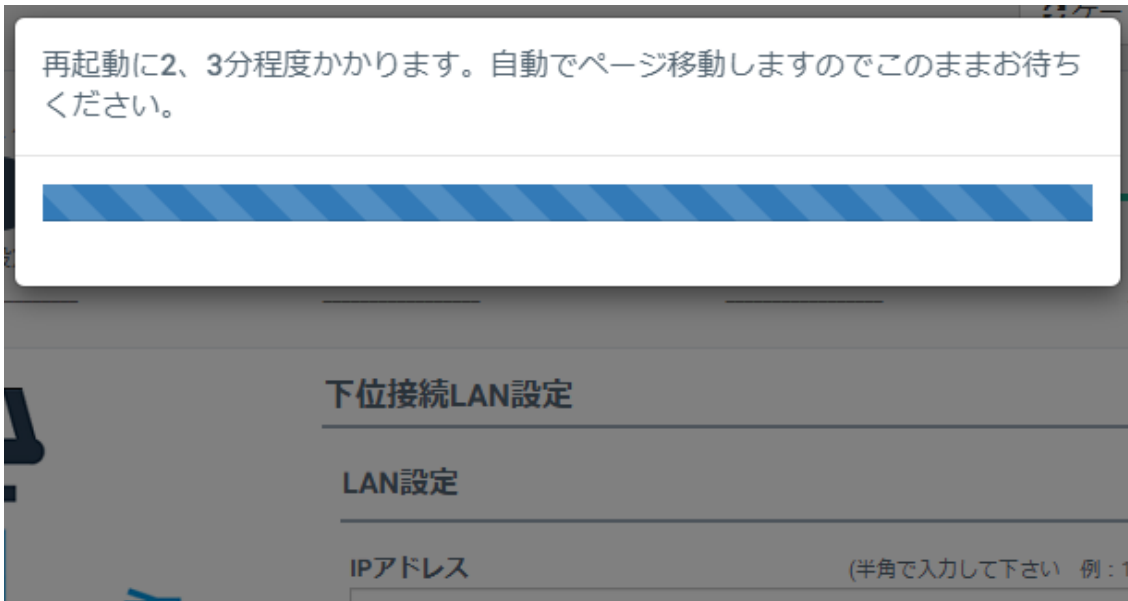 再起動に2、3分程度かかります。自動でページ移動しますのでこのままお待ち
ください。
下位接続LAN設定
LAN設定
IPアドレス
(半角で入力して下さい　例：1